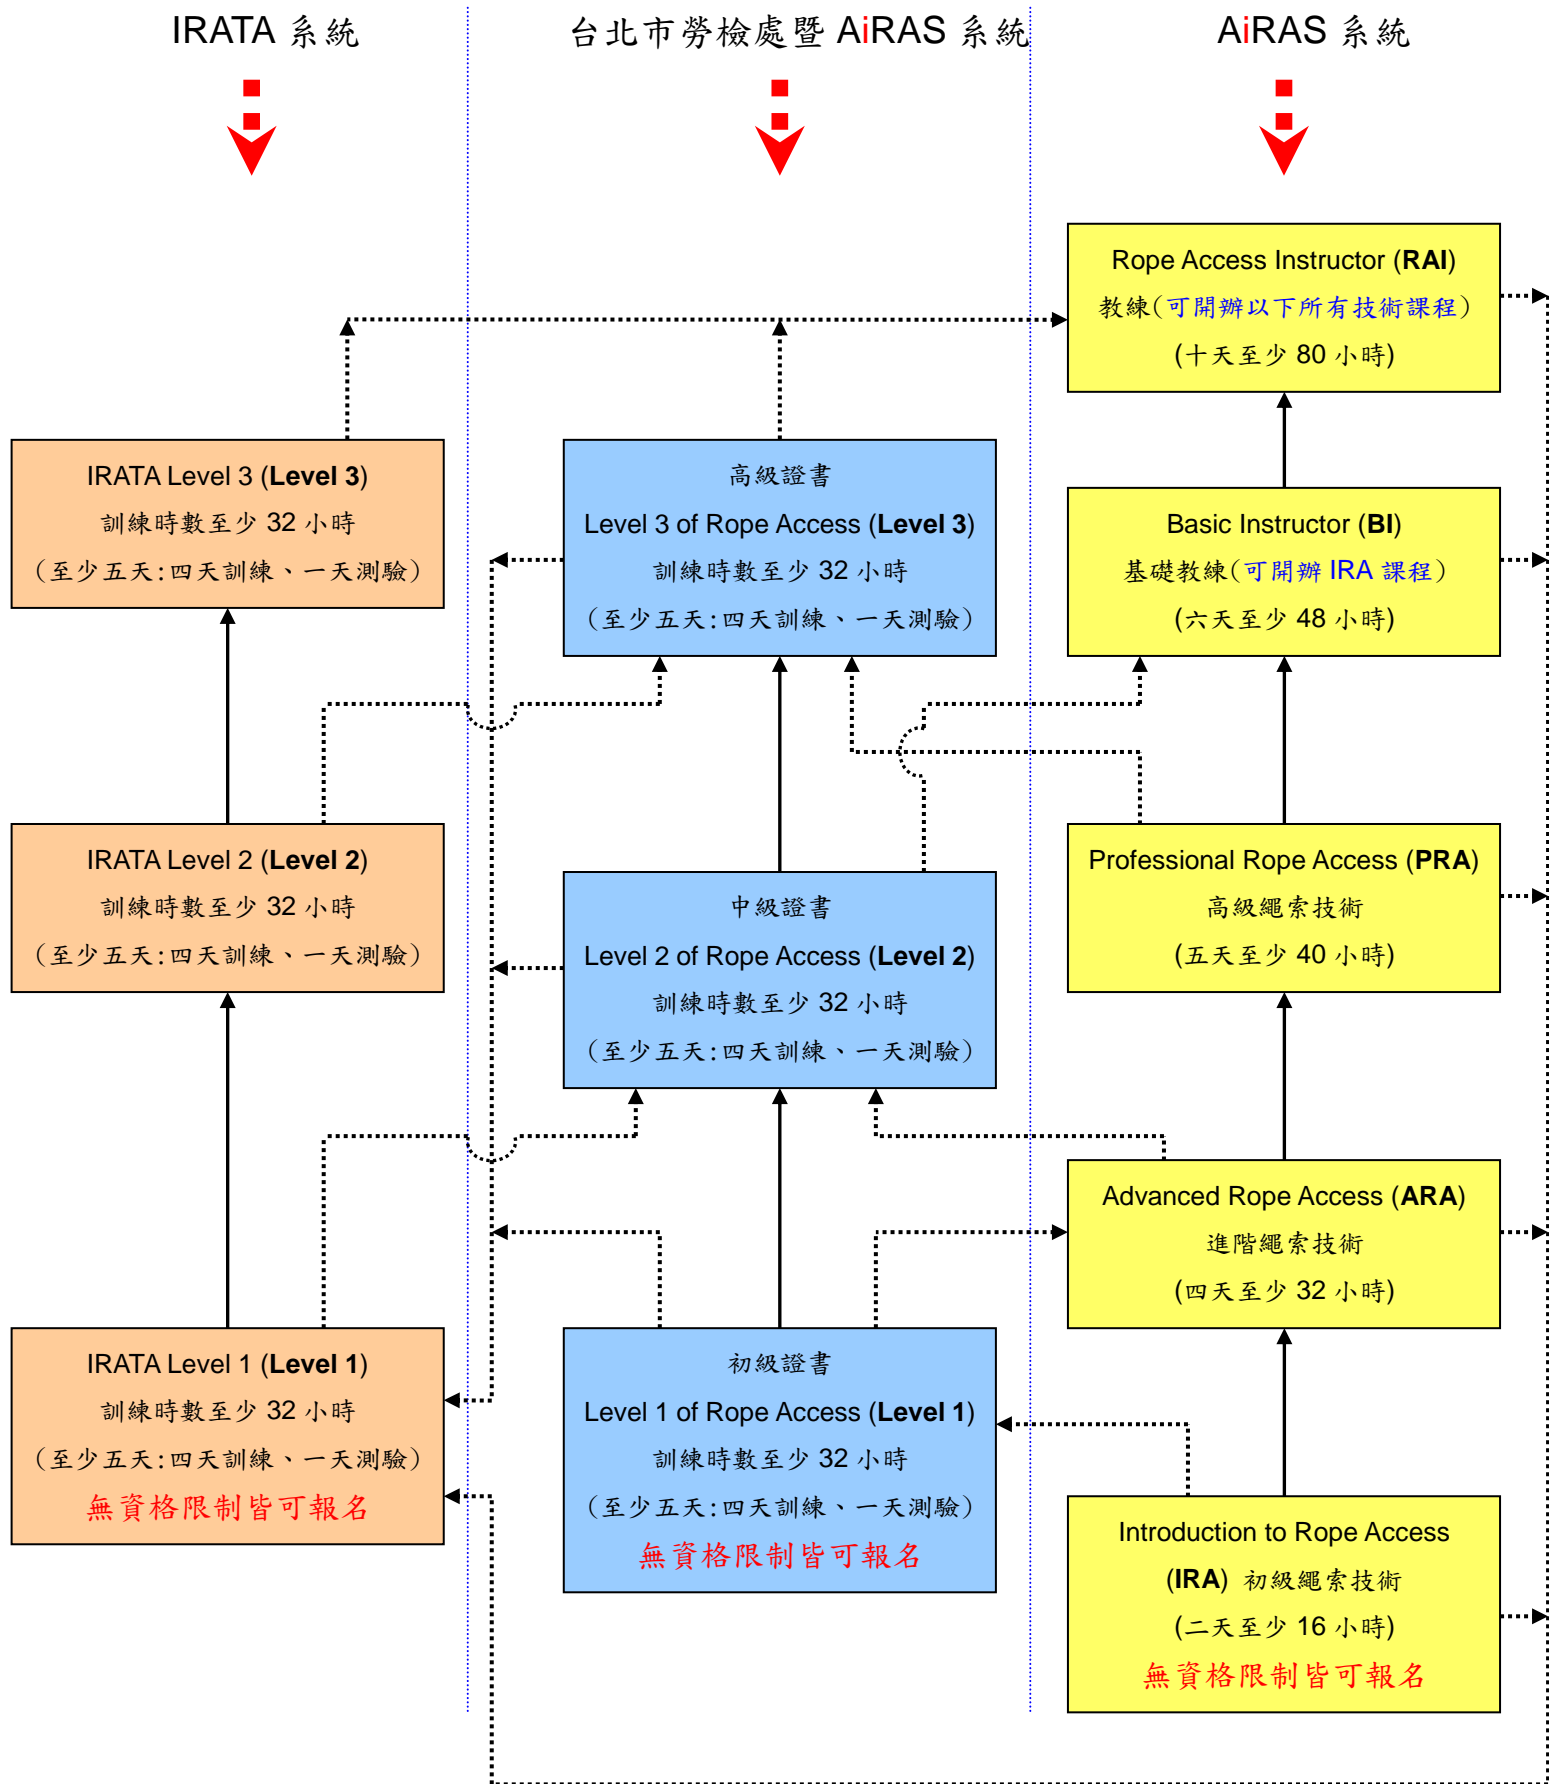 IRATA 系統
台北市勞檢處暨 AiRAS 系統
AiRAS 系統
Rope Access Instructor (RAI)
教練(可開辦以下所有技術課程)
(十天至少 80 小時)
IRATA Level 3 (Level 3)
訓練時數至少 32 小時
(至少五天:四天訓練、一天測驗)
高級證書
Level 3 of Rope Access (Level 3)
訓練時數至少 32 小時
(至少五天:四天訓練、一天測驗)
Basic Instructor (BI)
基礎教練(可開辦 IRA 課程)
(六天至少 48 小時)
IRATA Level 2 (Level 2)
訓練時數至少 32 小時
(至少五天:四天訓練、一天測驗)
中級證書
Level 2 of Rope Access (Level 2)
訓練時數至少 32 小時
(至少五天:四天訓練、一天測驗)
Professional Rope Access (PRA)
高級繩索技術
(五天至少 40 小時)
Advanced Rope Access (ARA)
進階繩索技術
(四天至少 32 小時)
IRATA Level 1 (Level 1)
訓練時數至少 32 小時
(至少五天:四天訓練、一天測驗)
無資格限制皆可報名
初級證書
Level 1 of Rope Access (Level 1)
訓練時數至少 32 小時
(至少五天:四天訓練、一天測驗)
無資格限制皆可報名
Introduction to Rope Access
(IRA) 初級繩索技術
(二天至少 16 小時)
無資格限制皆可報名